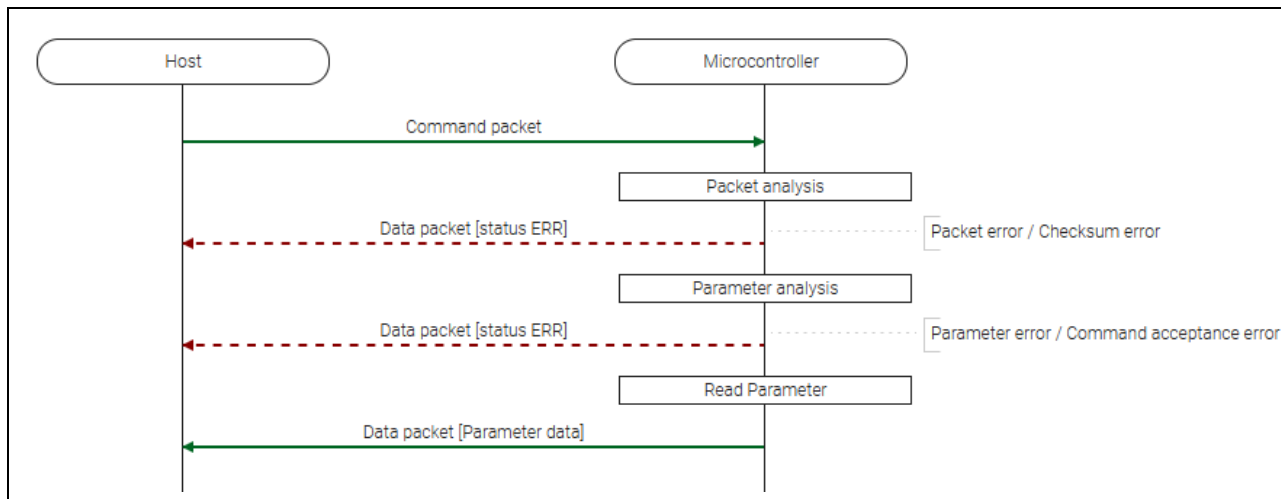 Host
Microcontroller
Command packet
Packet analysis
Data packet [status ERR]
Packet error / Checksum error
Parameter analysis
Data packet [status ERR]
Parameter error / Command acceptance error
Read Parameter
Data packet [Parameter data]